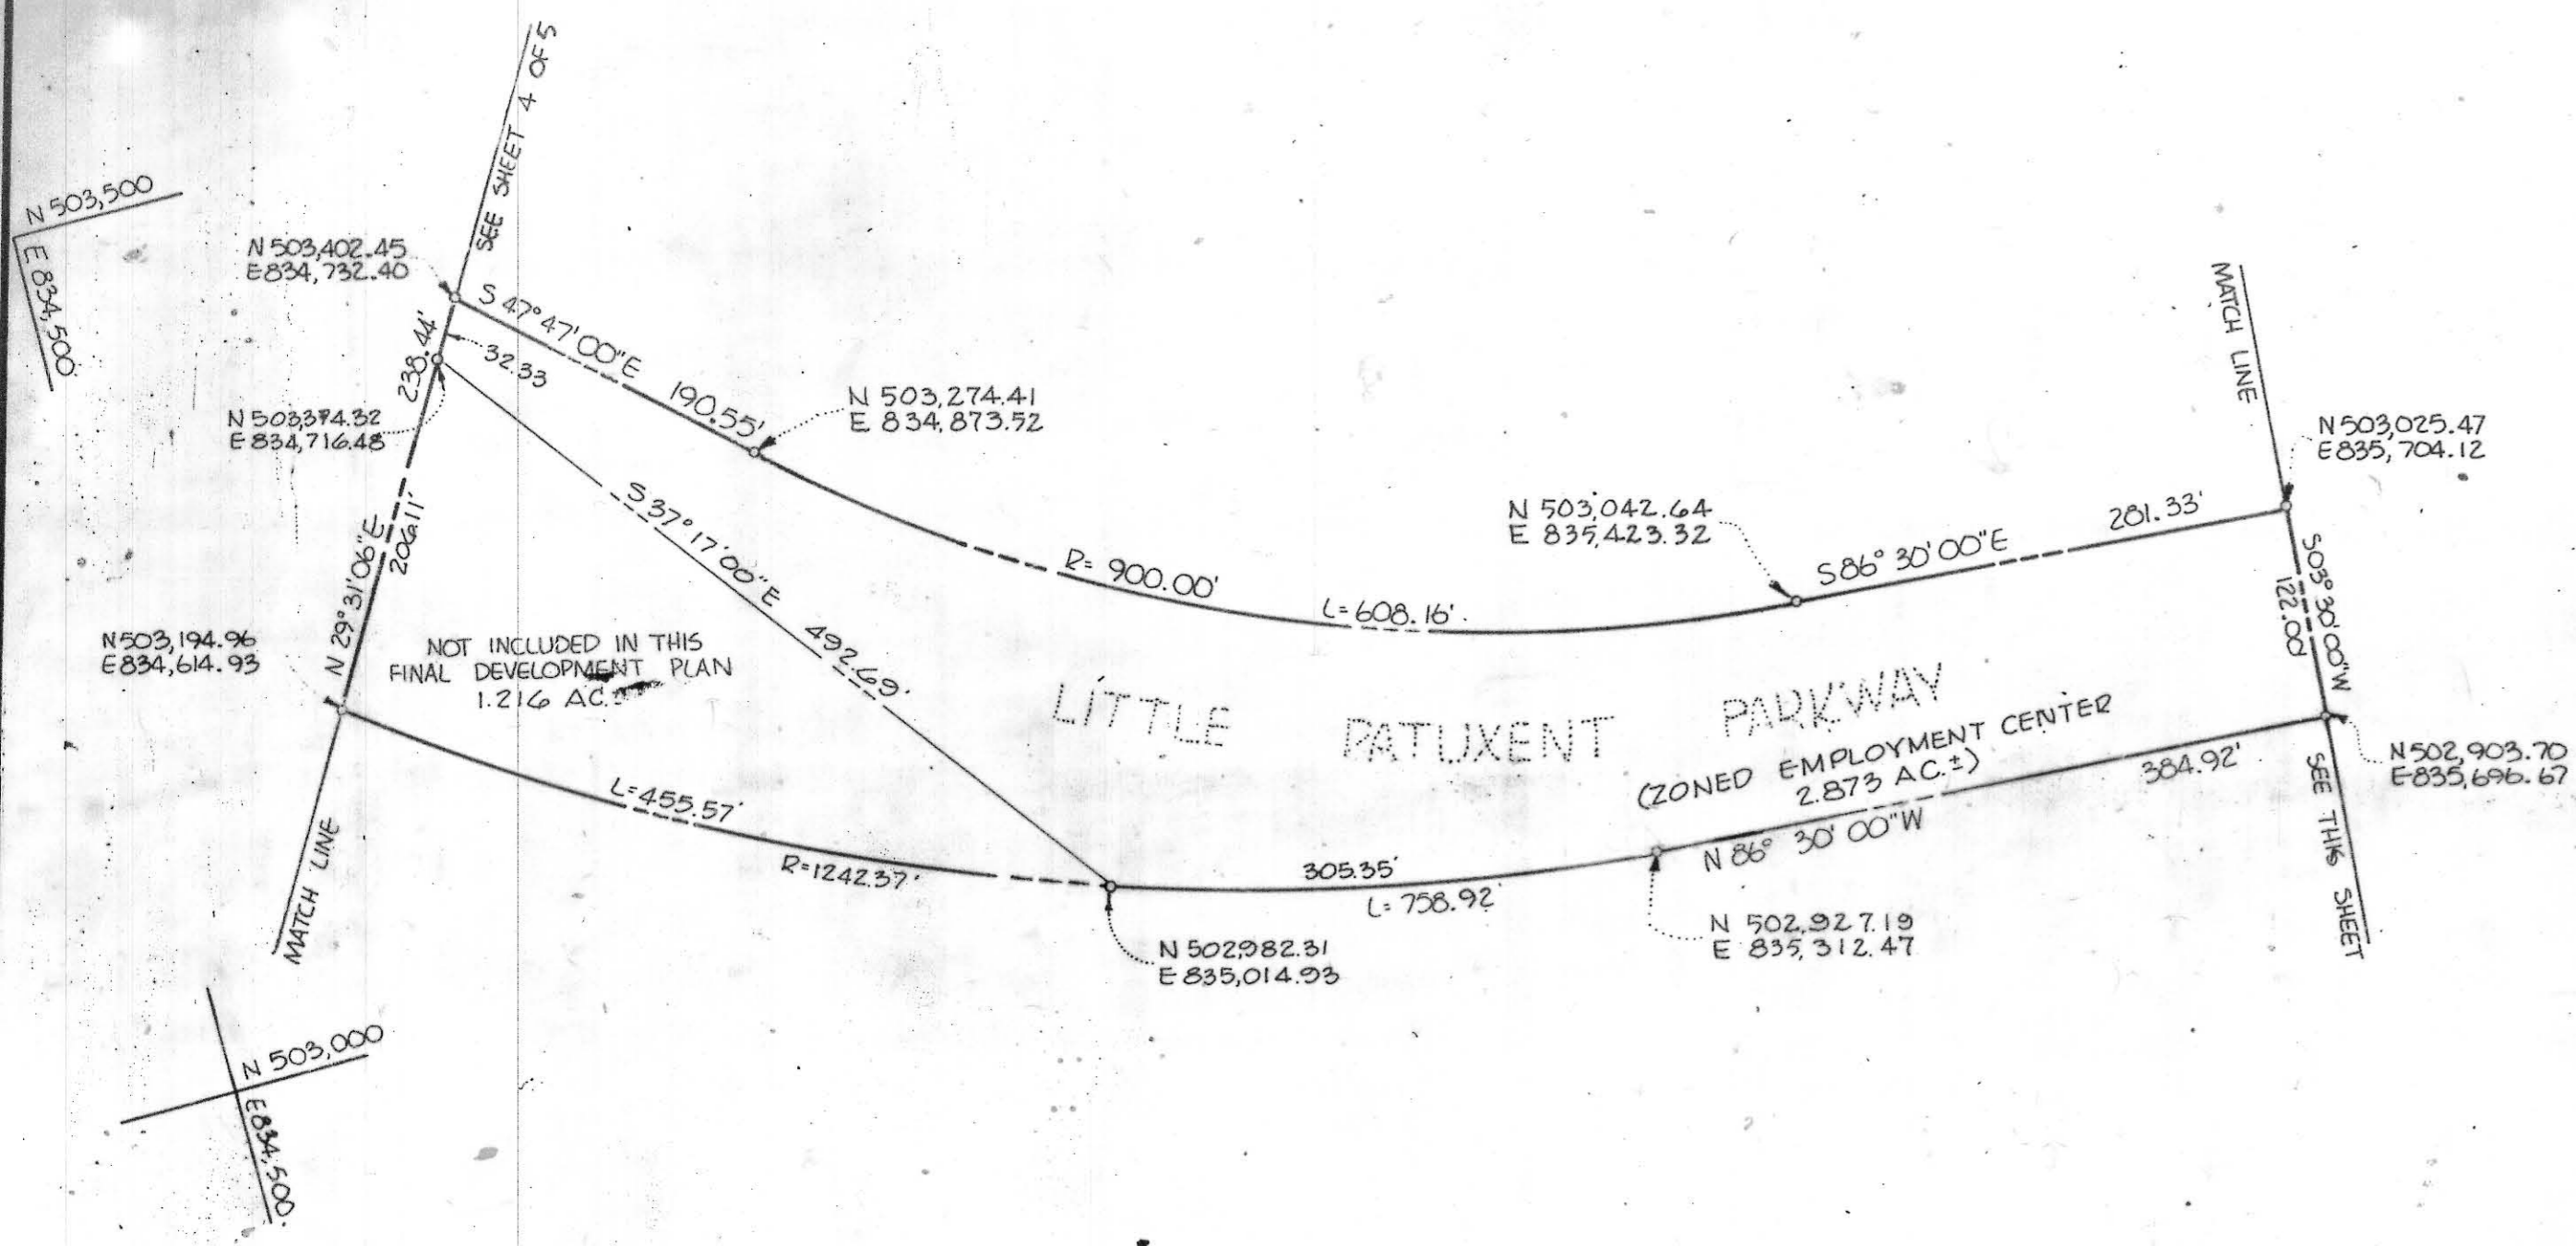 SEE SHEET 4 OF 5
N 503,500
E 834,500
N 503,402.45
E 834,732.40
S 47°47'00"E
190.55'
238.44'
32.33
N 503,374.32
E 834,716.48
N 503,274.41
E 834,873.52
MATCH LINE
N 503,025.47
E 835,704.12
N 503,042.64
E 835,423.32
S 86° 30' 00"E
281.33'
S 37° 17' 00" E
492.69'
R= 900.00'
L= 608.16'
S 03° 30' 00"W
122.00'
N 29° 31' 06"E
206.11'
N 503,194.96
E 834,614.93
NOT INCLUDED IN THIS
FINAL DEVELOPMENT PLAN
1.216 AC.
LITTLE PATUXENT PARKWAY
(ZONED EMPLOYMENT CENTER
2.873 AC.±)
384.92'
N 86° 30' 00"W
N 502,903.70
E 835,696.67
SEE THIS SHEET
L=455.57'
R=1242.37'
305.35'
L= 758.92'
MATCH LINE
N 502,982.31
E 835,014.93
N 502,927.19
E 835,312.47
N 503,000
E 834,500